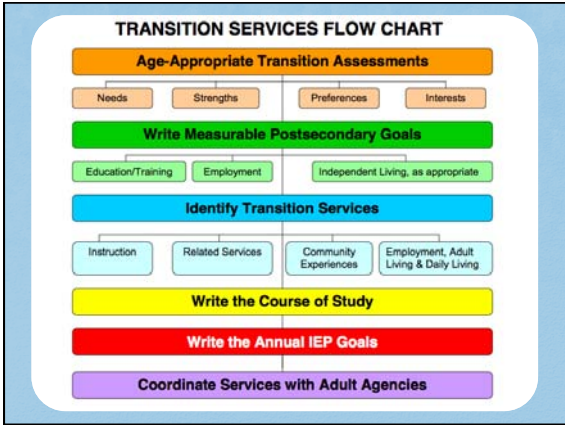 TRANSITION SERVICES FLOW CHART
Age-Appropriate Transition Assessments
Needs
Strengths
Preferences
Interests
Write Measurable Postsecondary Goals
Education/Training
Employment
Independent Living, as appropriate
Identify Transition Services
Instruction
Related Services
Community
Experiences
Employment, Adult
Living & Daily Living
Write the Course of Study
Write the Annual IEP Goals
Coordinate Services with Adult Agencies